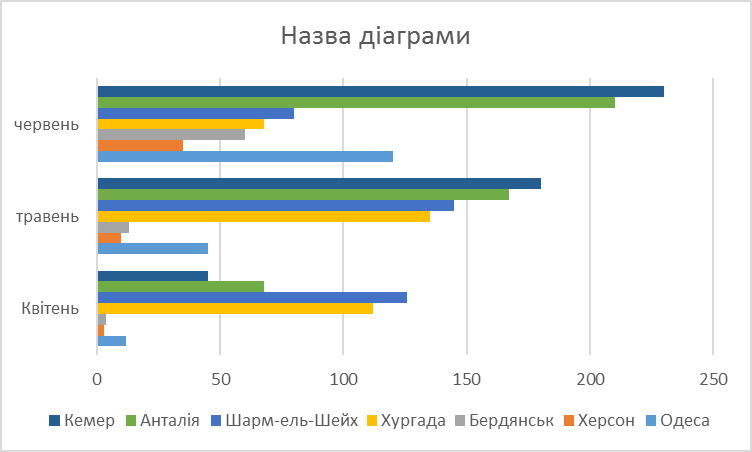 Назва діаграми
червень
травень
Квітень
0 50 100 150 200 250
Кемер Анталія Шарм-ель-Шейх Хургада Бердянськ Херсон Одеса